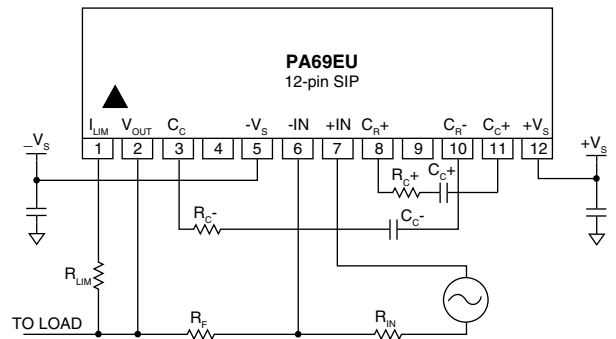 PA69EU
12-pin SIP
I_LIM V_OUT C_C -V_S -IN +IN C_R+ C_R- C_C+ +V_S
1 2 3 4 5 6 7 8 9 10 11 12
–V_S
+V_S
R_C+ C_C+
R_C- C_C-
R_LIM
TO LOAD
R_F
R_IN